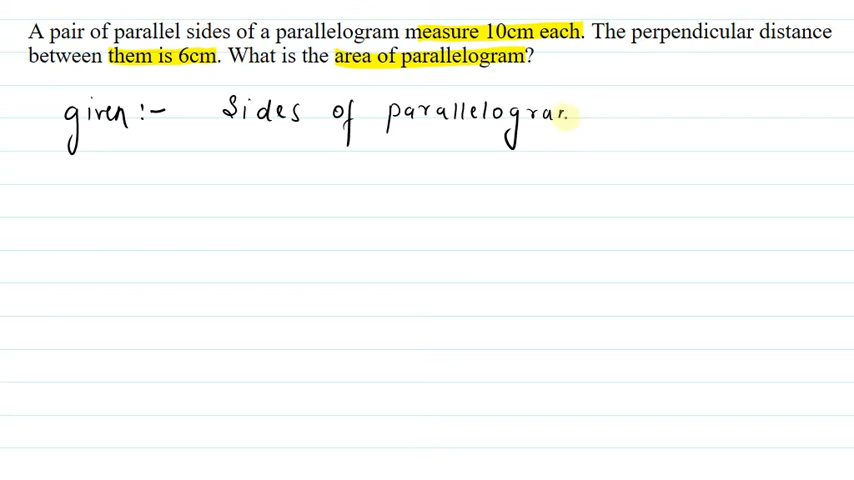 A pair of parallel sides of a parallelogram measure 10cm each. The perpendicular distance
between them is 6cm. What is the area of parallelogram?
given :- Sides of parallelogran